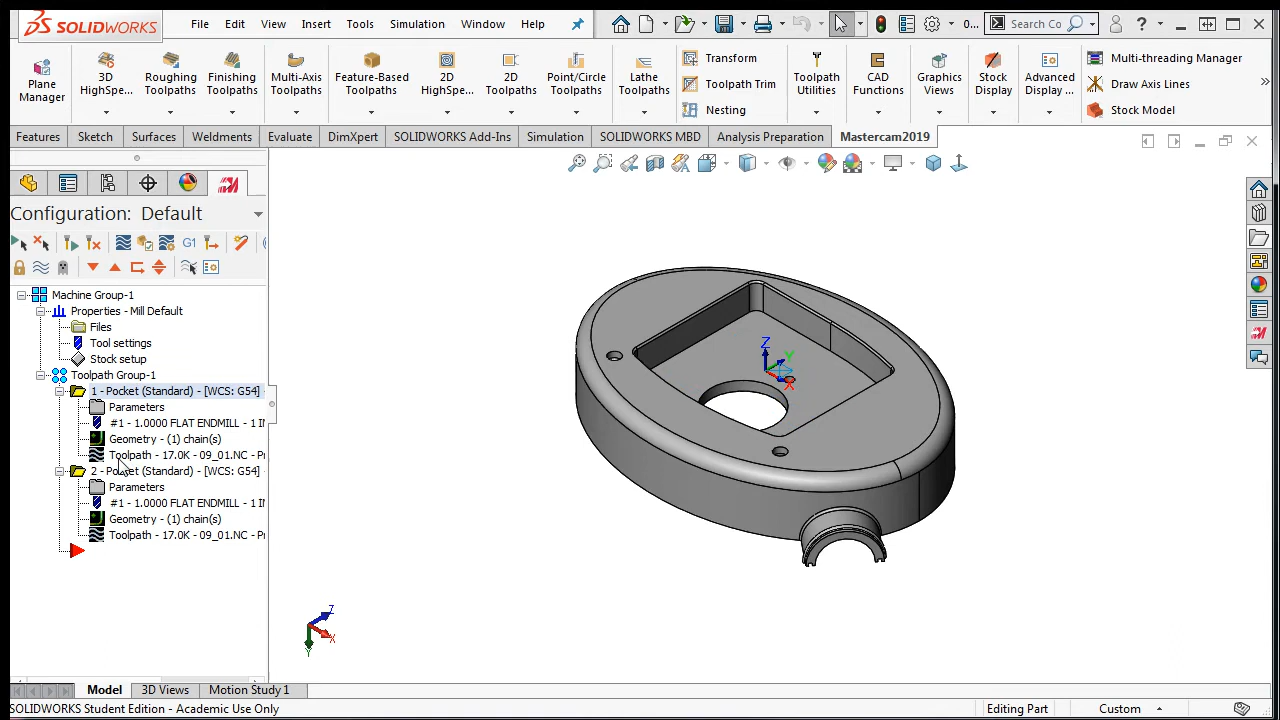 SOLIDWORKS
File Edit View Insert Tools Simulation Window Help
0... Search Co
Plane Manager
3D HighSpe...
Roughing Toolpaths
Finishing Toolpaths
Multi-Axis Toolpaths
Feature-Based Toolpaths
2D HighSpe...
2D Toolpaths
Point/Circle Toolpaths
Lathe Toolpaths
Transform
Toolpath Trim
Nesting
Toolpath Utilities
CAD Functions
Graphics Views
Stock Display
Advanced Display ...
Multi-threading Manager
Draw Axis Lines
Stock Model
Features Sketch Surfaces Weldments Evaluate DimXpert SOLIDWORKS Add-Ins Simulation SOLIDWORKS MBD Analysis Preparation Mastercam2019
Configuration: Default
G1
Machine Group-1
Properties - Mill Default
Files
Tool settings
Stock setup
Toolpath Group-1
1 - Pocket (Standard) - [WCS: G54]
Parameters
#1 - 1.0000 FLAT ENDMILL - 1 I
Geometry - (1) chain(s)
Toolpath - 17.0K - 09_01.NC - P
2 - Pocket (Standard) - [WCS: G54]
Parameters
#1 - 1.0000 FLAT ENDMILL - 1 I
Geometry - (1) chain(s)
Toolpath - 17.0K - 09_01.NC - P
Z
Y
X
Z
X
Y
Model 3D Views Motion Study 1
SOLIDWORKS Student Edition - Academic Use Only
Editing Part Custom